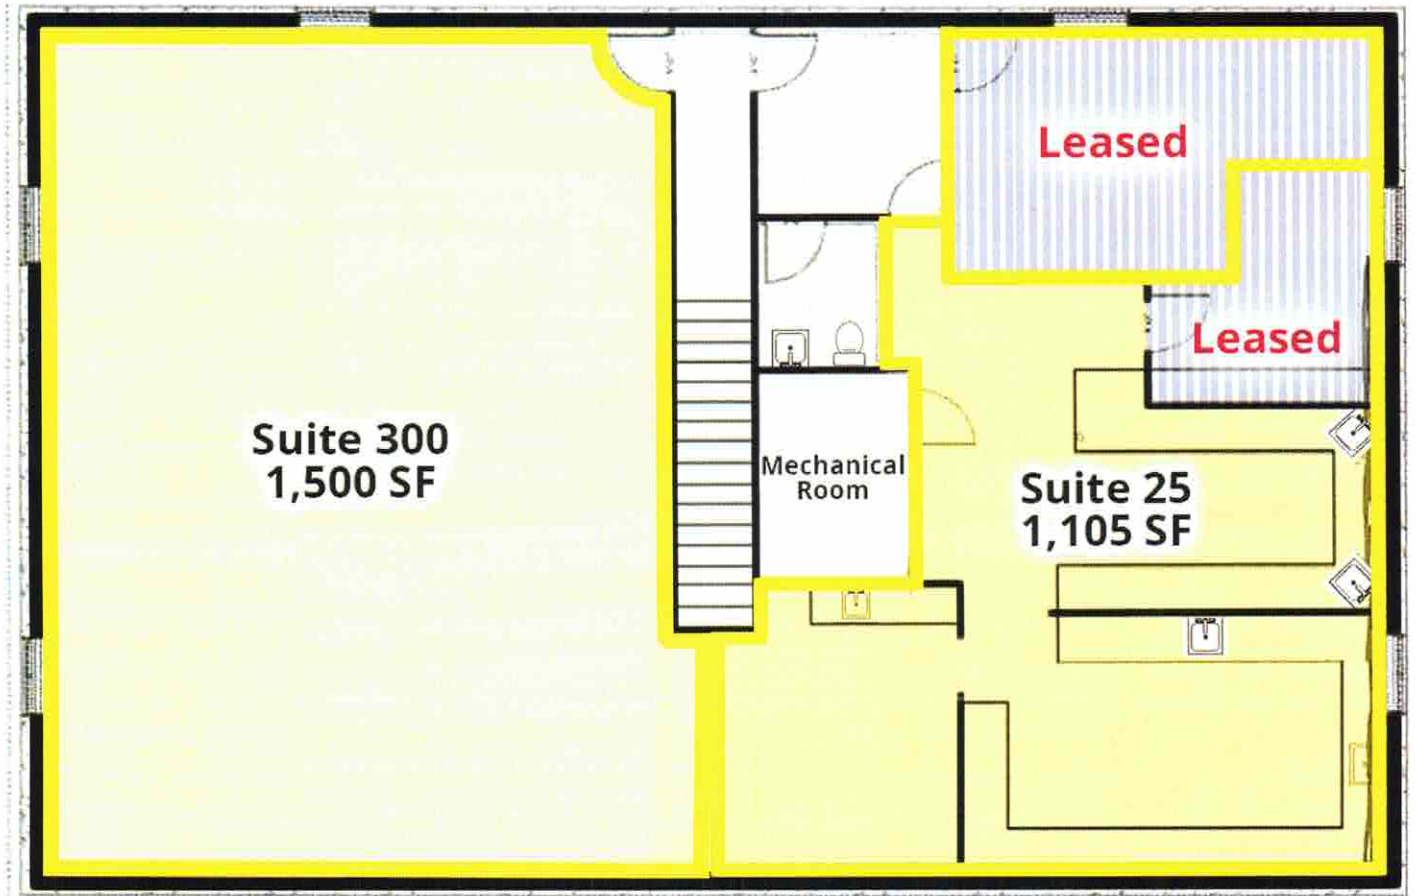 Leased
Leased
Suite 300
1,500 SF
Mechanical
Room
Suite 25
1,105 SF